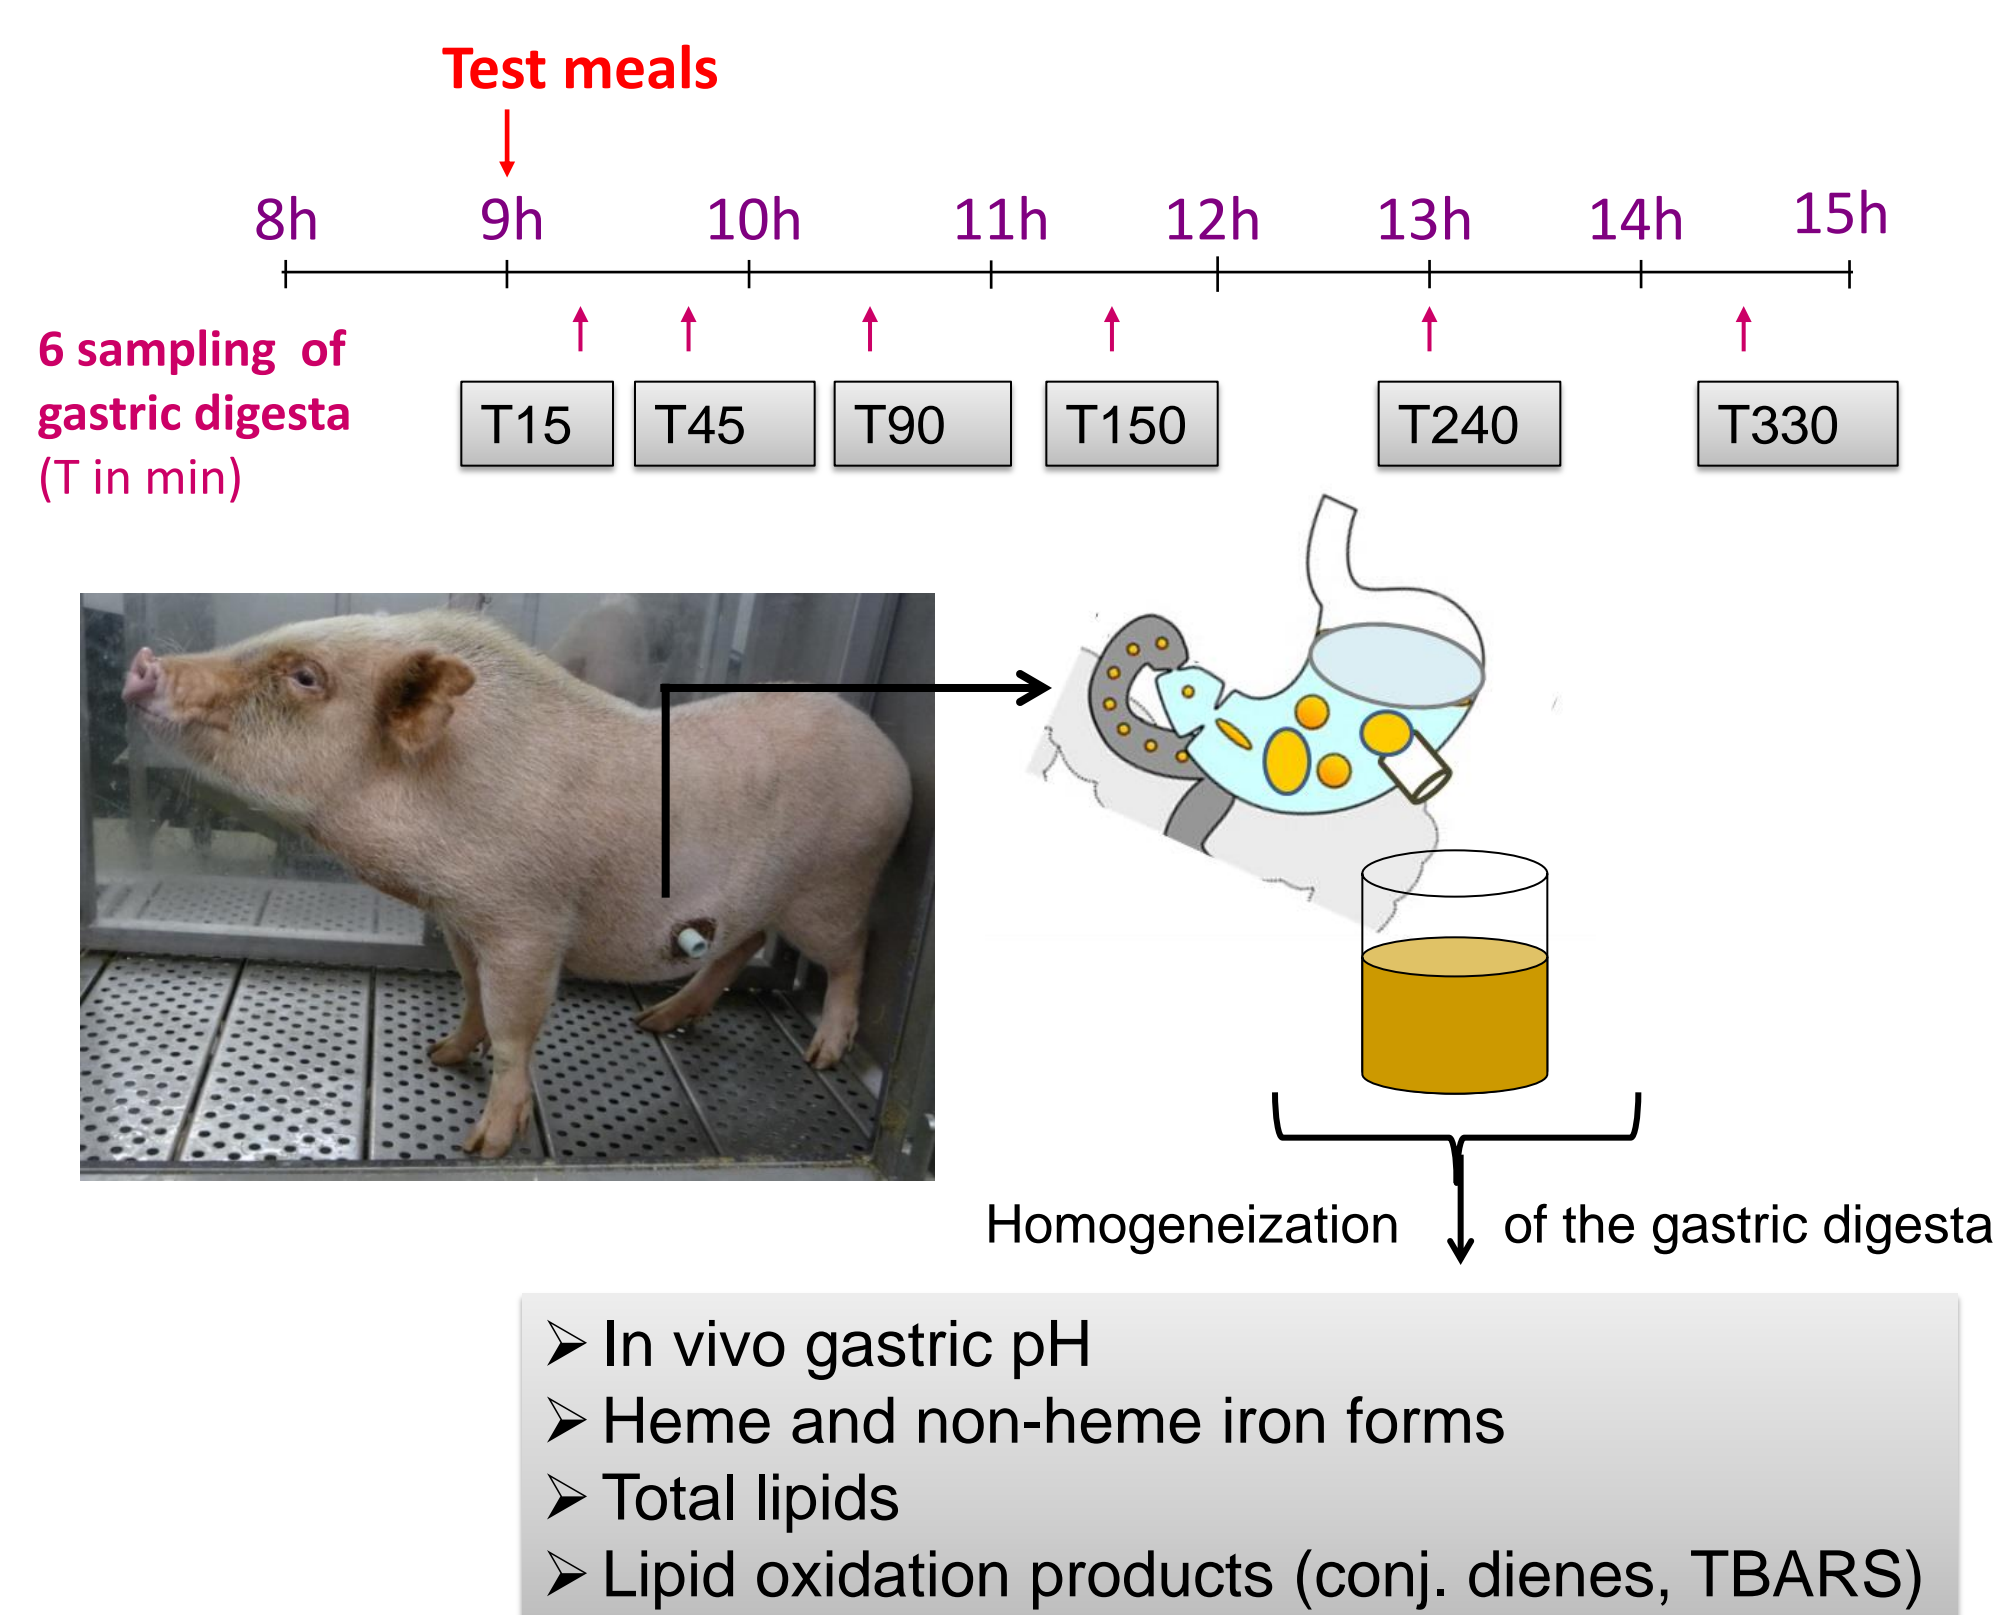 Test meals
8h 9h 10h 11h 12h 13h 14h 15h
6 sampling of
gastric digesta
(T in min)
T15 T45 T90 T150 T240 T330
Homogeneization of the gastric digesta
➢ In vivo gastric pH
➢ Heme and non-heme iron forms
➢ Total lipids
➢ Lipid oxidation products (conj. dienes, TBARS)